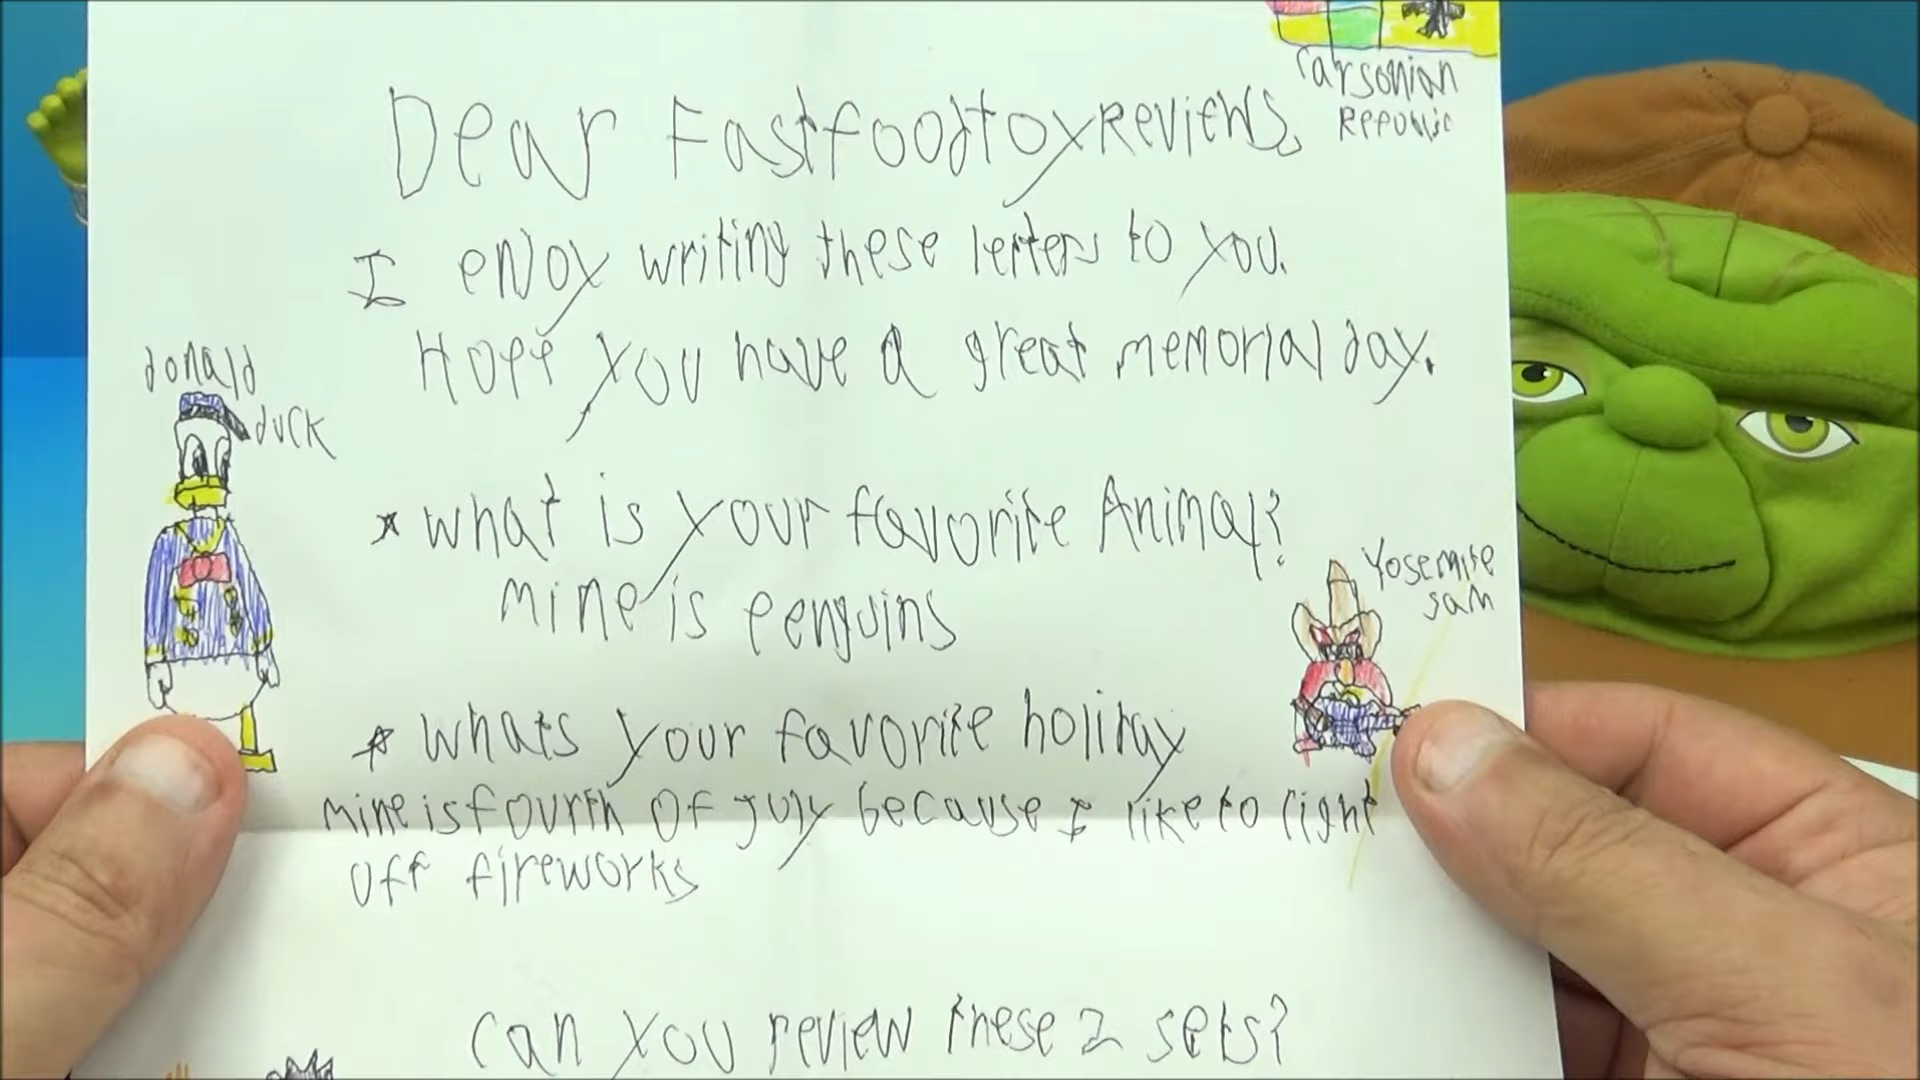 Carsonian
Republic
Dear Fastfoodtoyreviews,
I enjoy writing these letters to you.
Hope you have a great memorial day.
donald
duck
* what is your favorite Animal?
mine is penguins
Yosemite
sam
* whats your favorite holiday
mine is fourth of july because I like to light
off fireworks
can you review these 2 sets?